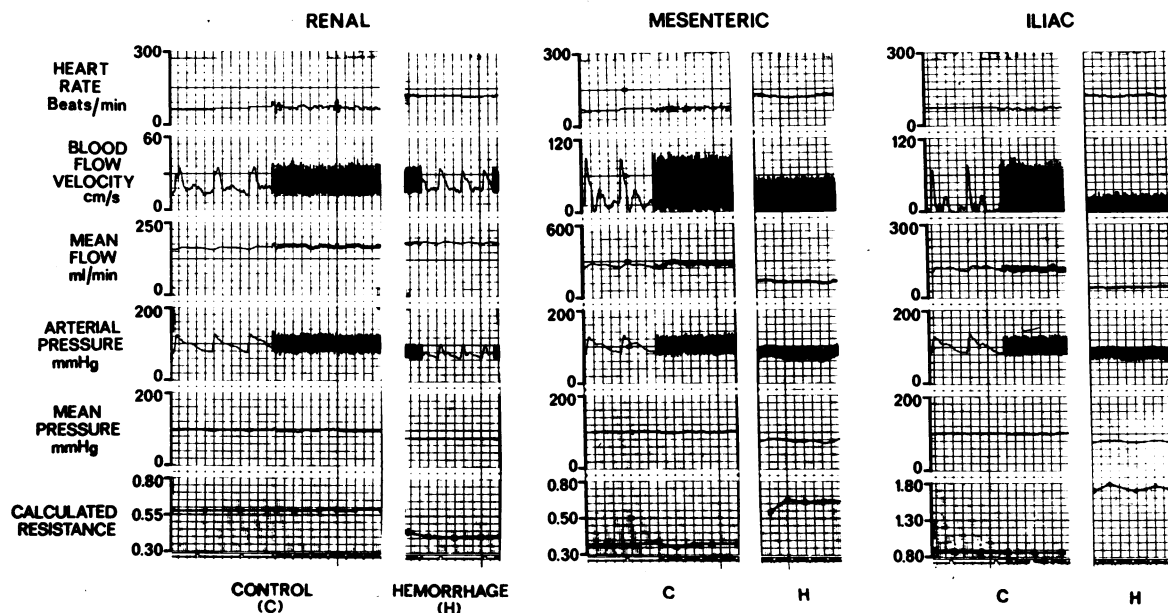 RENAL
MESENTERIC
ILIAC
HEART
RATE
Beats/min
300
0
300
0
300
0
BLOOD
FLOW
VELOCITY
cm/s
60
0
120
0
120
0
MEAN
FLOW
ml/min
250
0
600
0
300
0
ARTERIAL
PRESSURE
mmHg
200
0
200
0
200
0
MEAN
PRESSURE
mmHg
200
0
200
0
200
0
CALCULATED
RESISTANCE
0.80
0.55
0.30
0.80
0.50
0.30
1.80
1.30
0.80
CONTROL
(C)
HEMORRHAGE
(H)
C
H
C
H